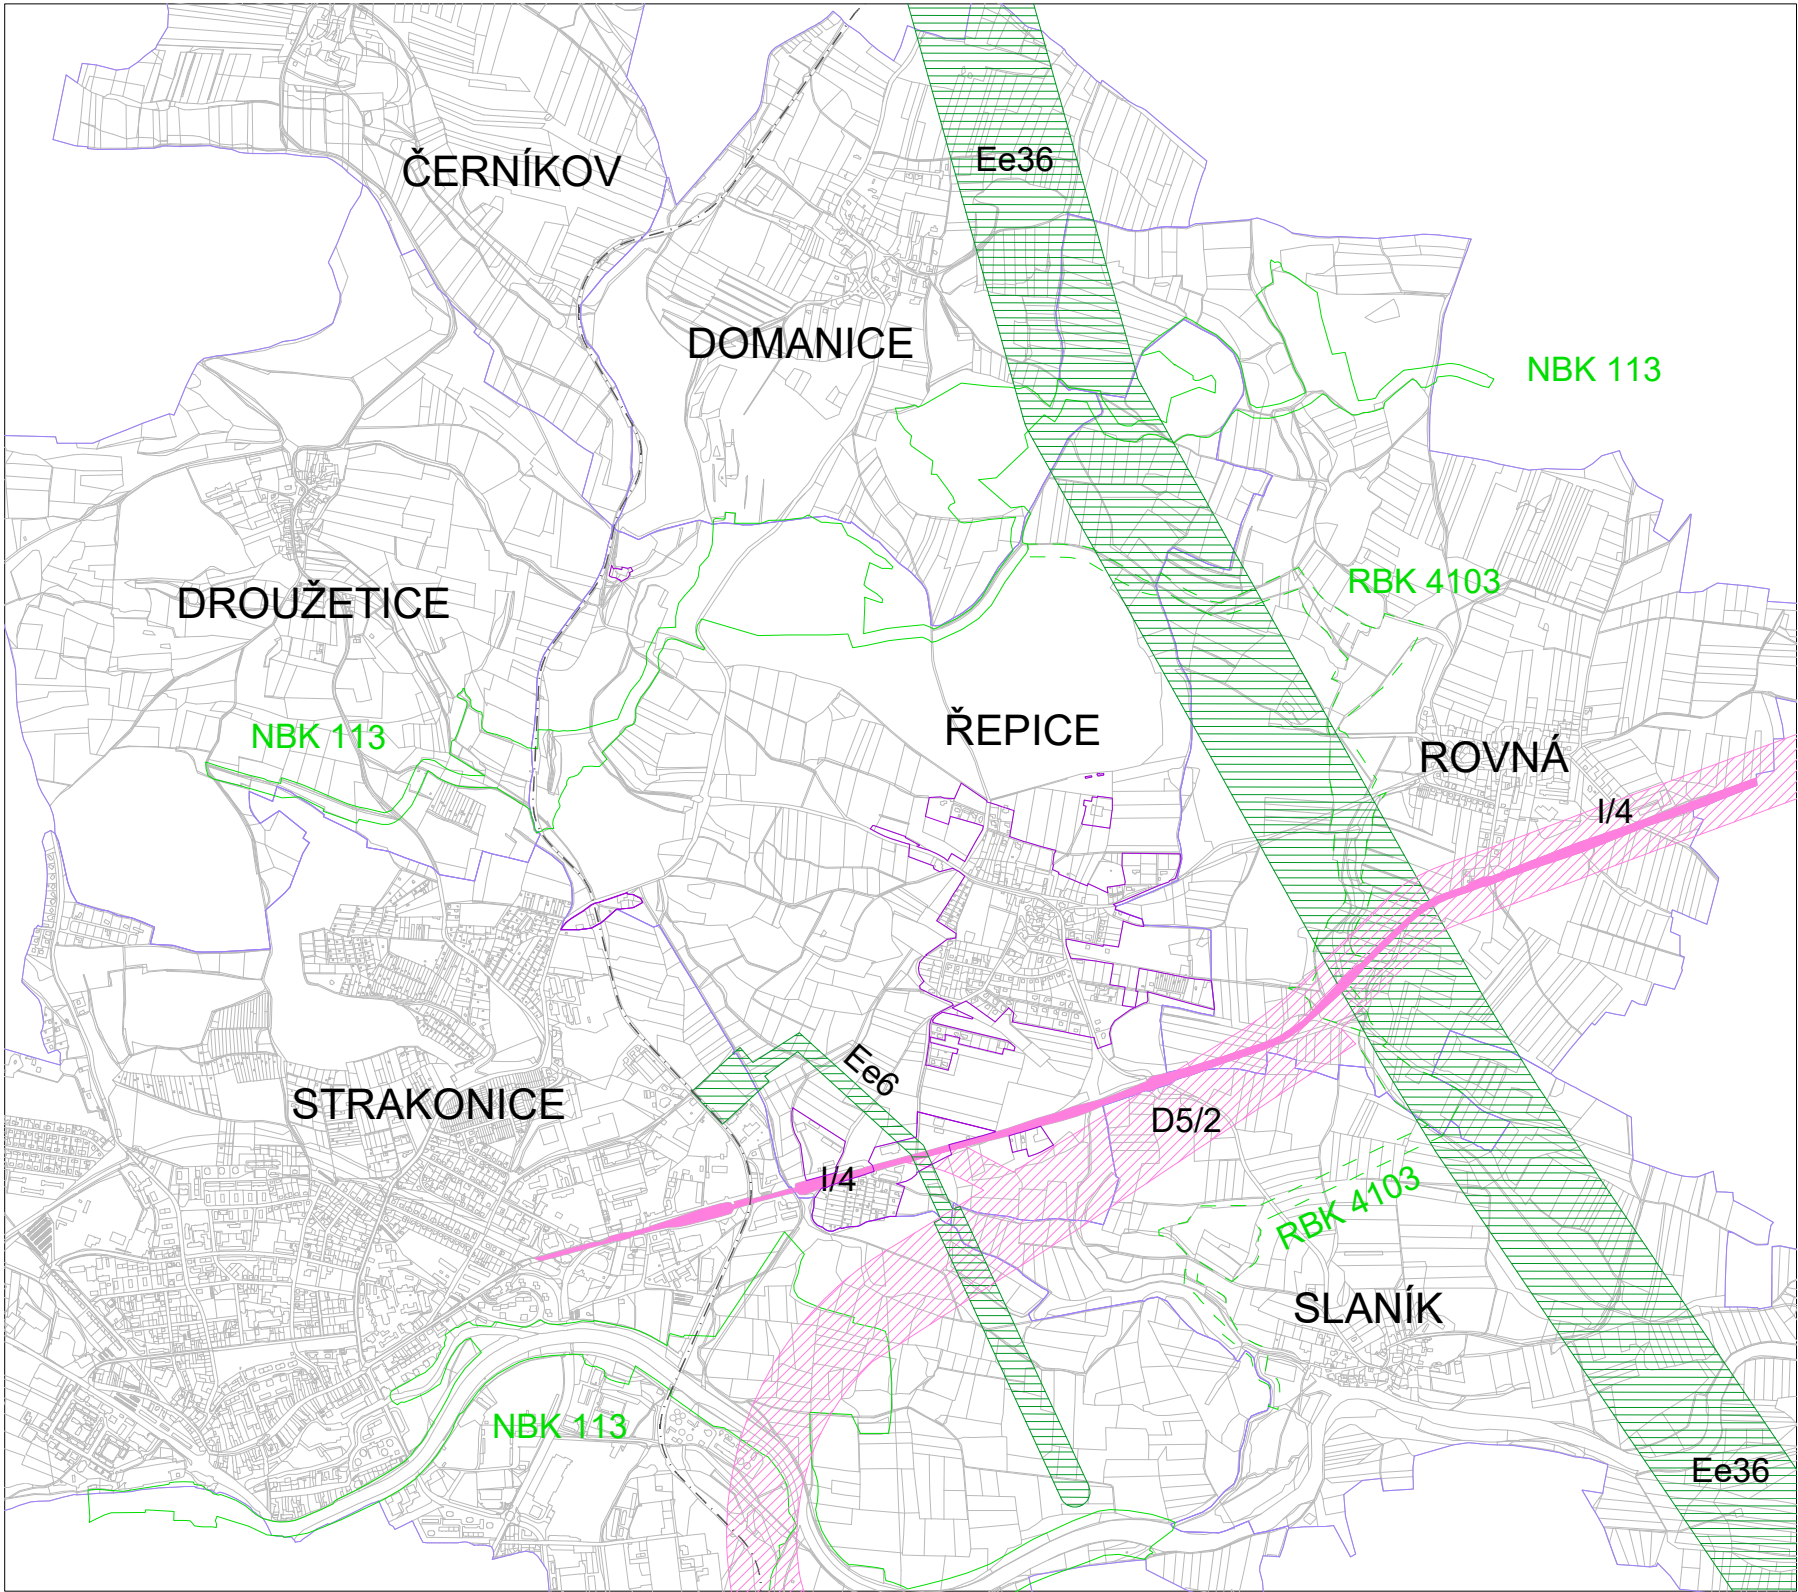 Ee36
ČERNÍKOV
DOMANICE
NBK 113
RBK 4103
DROUŽETICE
NBK 113
ŘEPICE
ROVNÁ
I/4
Ee6
STRAKONICE
D5/2
I/4
RBK 4103
SLANÍK
NBK 113
Ee36